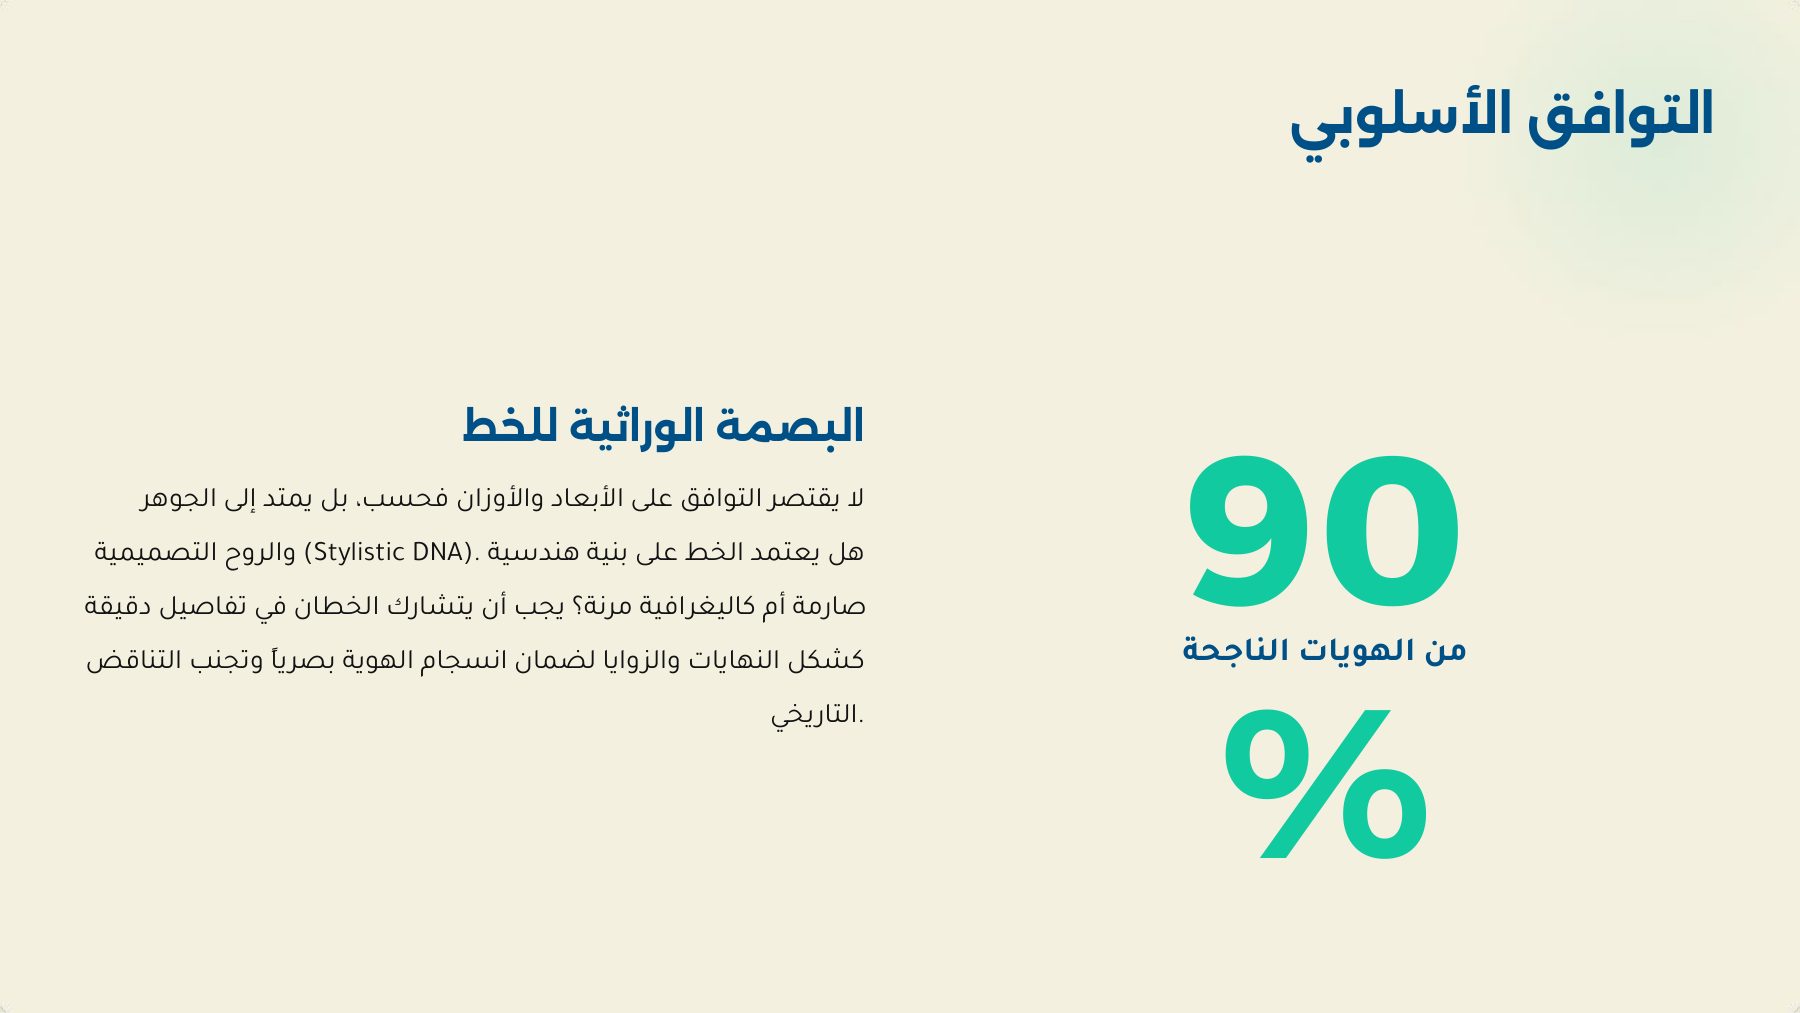 التوافق الأسلوبي
90
من الهويات الناجحة
%
البصمة الوراثية للخط
لا يقتصر التوافق على الأبعاد والأوزان فحسب، بل يمتد إلى الجوهر
هل يعتمد الخط على بنية هندسية .(Stylistic DNA) والروح التصميمية
صارمة أم كاليغرافية مرنة؟ يجب أن يتشارك الخطان في تفاصيل دقيقة
كشكل النهايات والزوايا لضمان انسجام الهوية بصرياً وتجنب التناقض
.التاريخي